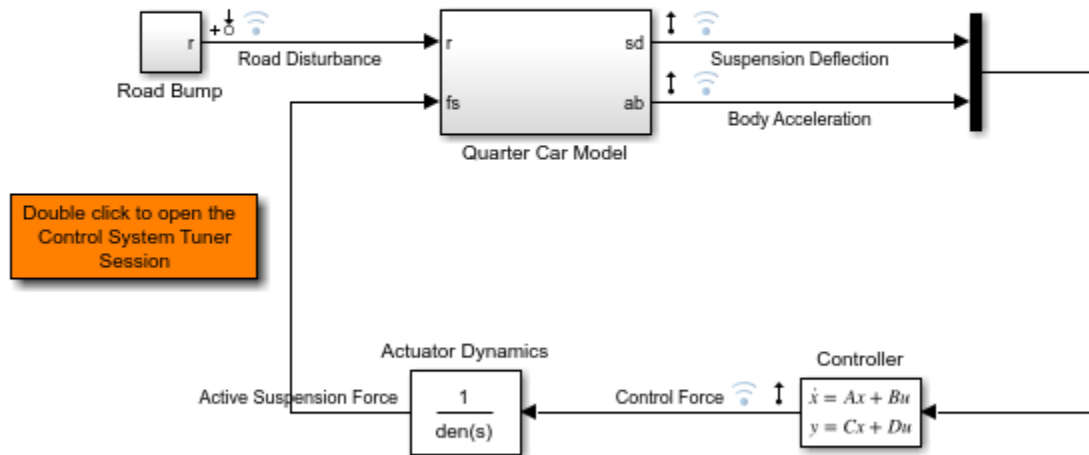 r
Road Disturbance
Road Bump
r
fs
sd
ab
Suspension Deflection
Body Acceleration
Quarter Car Model
Double click to open the
Control System Tuner
Session
Actuator Dynamics
Active Suspension Force
1
den(s)
Control Force
Controller
ẋ = Ax + Bu
y = Cx + Du